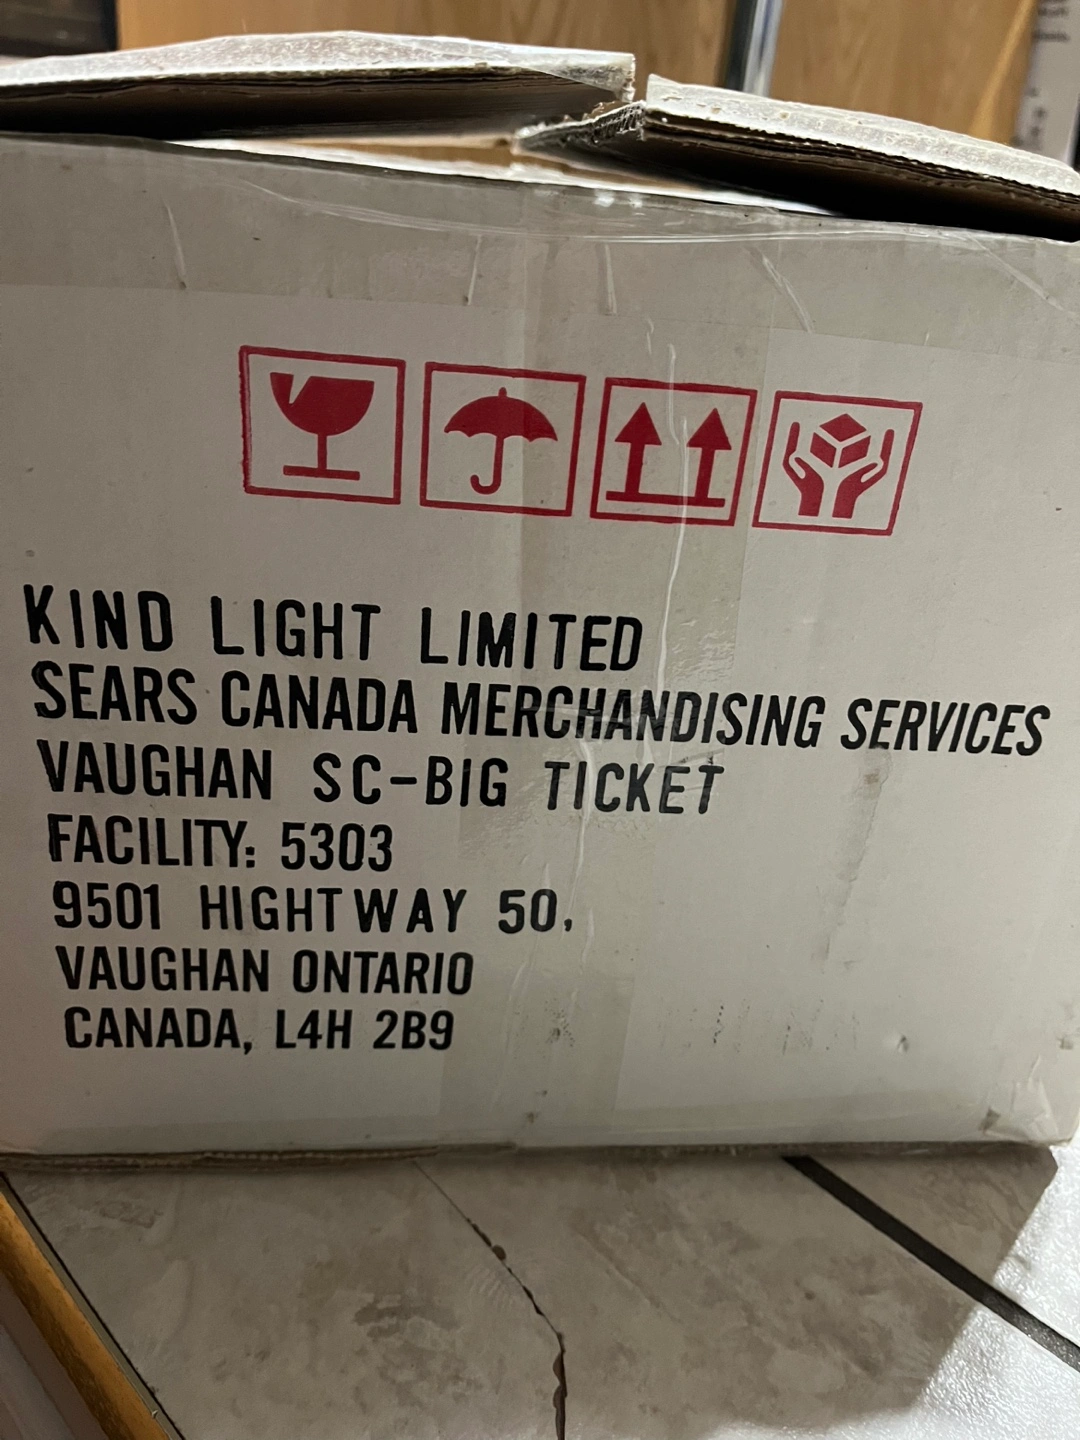 KIND LIGHT LIMITED
SEARS CANADA MERCHANDISING SERVICES
VAUGHAN SC-BIG TICKET
FACILITY: 5303
9501 HIGHTWAY 50,
VAUGHAN ONTARIO
CANADA, L4H 2B9